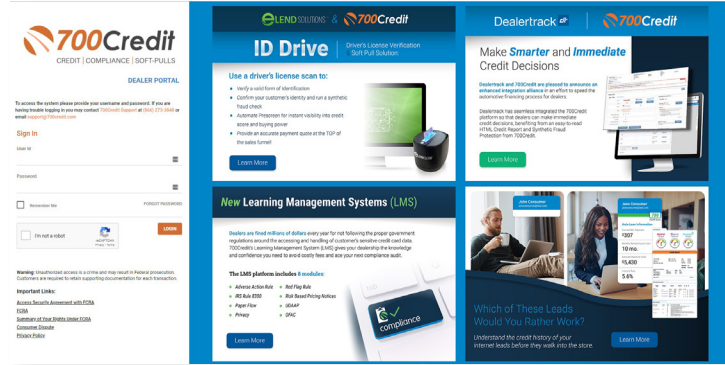 700Credit
CREDIT | COMPLIANCE | SOFT-PULLS
DEALER PORTAL
To access the system please provide your username and password. If you are
having trouble logging in you may contact 700Credit Support at (866) 273-3848 or
email support@700credit.com
Sign In
User Id
Password
Remember Me
FORGOT PASSWORD
I'm not a robot
reCAPTCHA
LOGIN
Warning: Unauthorized access is a crime and may result in Federal prosecution.
Customers are required to retain supporting documentation for each transaction.
Important Links:
Access Security Agreement with FCRA
FCRA
Summary of Your Rights Under FCRA
Consumer Dispute
Privacy Policy
ELEND SOLUTIONS & 700Credit
ID Drive
Driver's License Verification
& Soft Pull Solution
Use a driver's license scan to:
Verify a valid form of identification
Confirm your customer's identity and run a synthetic
fraud check
Automate Prescreen for instant visibility into credit
score and buying power
Provide an accurate payment quote at the TOP of
the sales funnel
Learn More
Dealertrack | 700Credit
Make Smarter and Immediate
Credit Decisions
Dealertrack and 700Credit are pleased to announce an
enhanced integration alliance in an effort to speed the
automotive financing process for dealers.
Dealertrack has seamlessly integrated the 700Credit
platform so that dealers can make immediate
credit decisions, benefiting from an easy to read
HTML Credit Report and Synthetic Fraud
Protection from 700Credit.
Learn More
New Learning Management Systems (LMS)
Dealers are fined millions of dollars every year for not following the proper government
regulations around the accessing and handling of customer's sensitive credit card data.
700Credit's Learning Management System (LMS) gives your dealership the knowledge
and confidence you need to avoid costly fees and ace your next compliance audit.
The LMS platform includes 8 modules:
Adverse Action Rule
Red Flag Rule
IRS Rule 8300
Risk Based Pricing Notices
Paper Flow
UDAAP
Privacy
OFAC
compliance
Learn More
Jake Consumer
Jane Consumer
$307
10 mo.
$5,430
5.6%
Which of These Leads
Would You Rather Work?
Understand the credit history of your
internet leads before they walk into the store.
Learn More